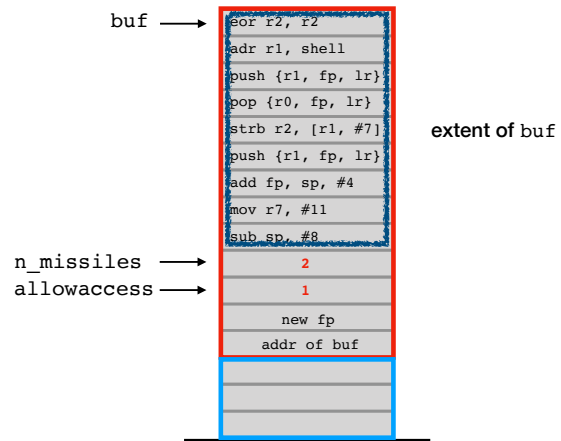 buf
eor r2, r2
adr r1, shell
push {r1, fp, lr}
pop {r0, fp, lr}
strb r2, [r1, #7]
extent of buf
push {r1, fp, lr}
add fp, sp, #4
mov r7, #11
sub sp, #8
n_missiles
2
allowaccess
1
new fp
addr of buf